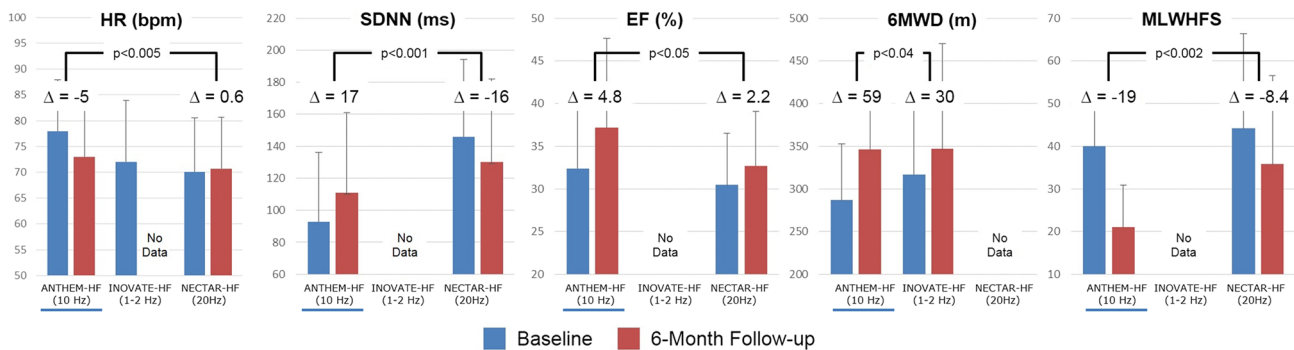 HR (bpm)
100
95
90
85
80
75
70
65
60
55
50
p<0.005
Δ = -5
Δ = 0.6
No
Data
ANTHEM-HF
(10 Hz)
INOVATE-HF
(1-2 Hz)
NECTAR-HF
(20Hz)
SDNN (ms)
220
200
180
160
140
120
100
80
60
p<0.001
Δ = 17
Δ = -16
No
Data
ANTHEM-HF
(10 Hz)
INOVATE-HF
(1-2 Hz)
NECTAR-HF
(20Hz)
EF (%)
50
45
40
35
30
25
20
p<0.05
Δ = 4.8
Δ = 2.2
No
Data
ANTHEM-HF
(10 Hz)
INOVATE-HF
(1-2 Hz)
NECTAR-HF
(20Hz)
6MWD (m)
500
450
400
350
300
250
200
p<0.04
Δ = 59
Δ = 30
No
Data
ANTHEM-HF
(10 Hz)
INOVATE-HF
(1-2 Hz)
NECTAR-HF
(20Hz)
MLWHFS
70
60
50
40
30
20
10
p<0.002
Δ = -19
Δ = -8.4
No
Data
ANTHEM-HF
(10 Hz)
INOVATE-HF
(1-2 Hz)
NECTAR-HF
(20Hz)
Baseline
6-Month Follow-up